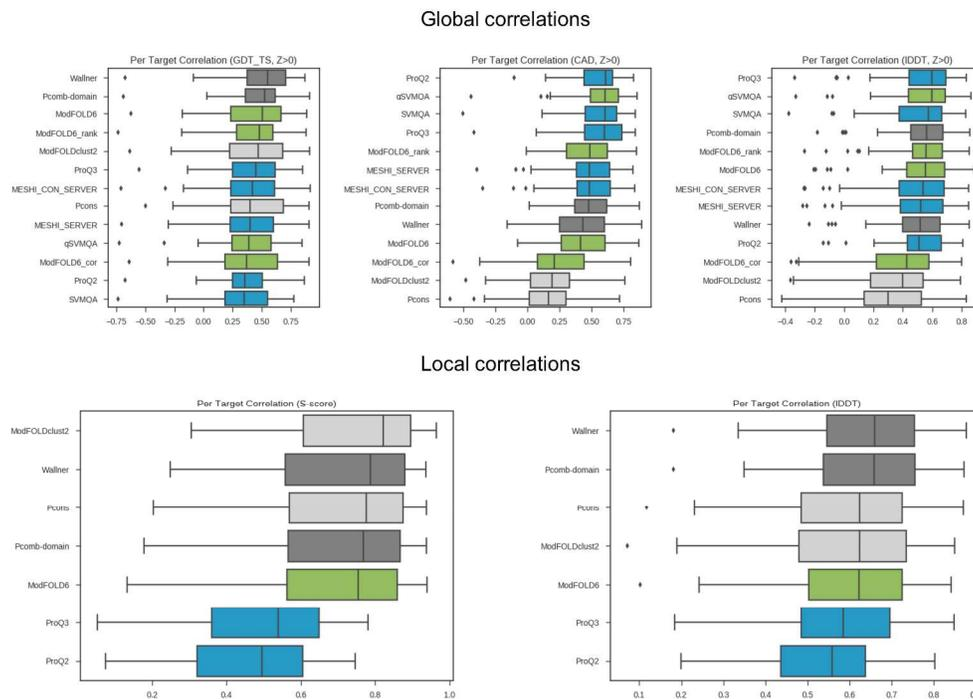 Global correlations
Per Target Correlation (GDT_TS, Z>0)
Wallner
Pcomb-domain
ModFOLD6
ModFOLD6_rank
ModFOLDclust2
ProQ3
MESHI_CON_SERVER
Pcons
MESHI_SERVER
qSVMQA
ModFOLD6_cor
ProQ2
SVMQA
-0.75 -0.50 -0.25 0.00 0.25 0.50 0.75
Per Target Correlation (CAD, Z>0)
ProQ2
qSVMQA
SVMQA
ProQ3
ModFOLD6_rank
MESHI_SERVER
MESHI_CON_SERVER
Pcomb-domain
Wallner
ModFOLD6
ModFOLD6_cor
ModFOLDclust2
Pcons
-0.50 -0.25 0.00 0.25 0.50 0.75
Per Target Correlation (lDDT, Z>0)
ProQ3
qSVMQA
SVMQA
Pcomb-domain
ModFOLD6_rank
ModFOLD6
MESHI_CON_SERVER
MESHI_SERVER
Wallner
ProQ2
ModFOLD6_cor
ModFOLDclust2
Pcons
-0.4 -0.2 0.0 0.2 0.4 0.6 0.8
Local correlations
Per Target Correlation (S-score)
ModFOLDclust2
Wallner
Pcons
Pcomb-domain
ModFOLD6
ProQ3
ProQ2
0.2 0.4 0.6 0.8 1.0
Per Target Correlation (lDDT)
Wallner
Pcomb-domain
Pcons
ModFOLDclust2
ModFOLD6
ProQ3
ProQ2
0.1 0.2 0.3 0.4 0.5 0.6 0.7 0.8 0.9